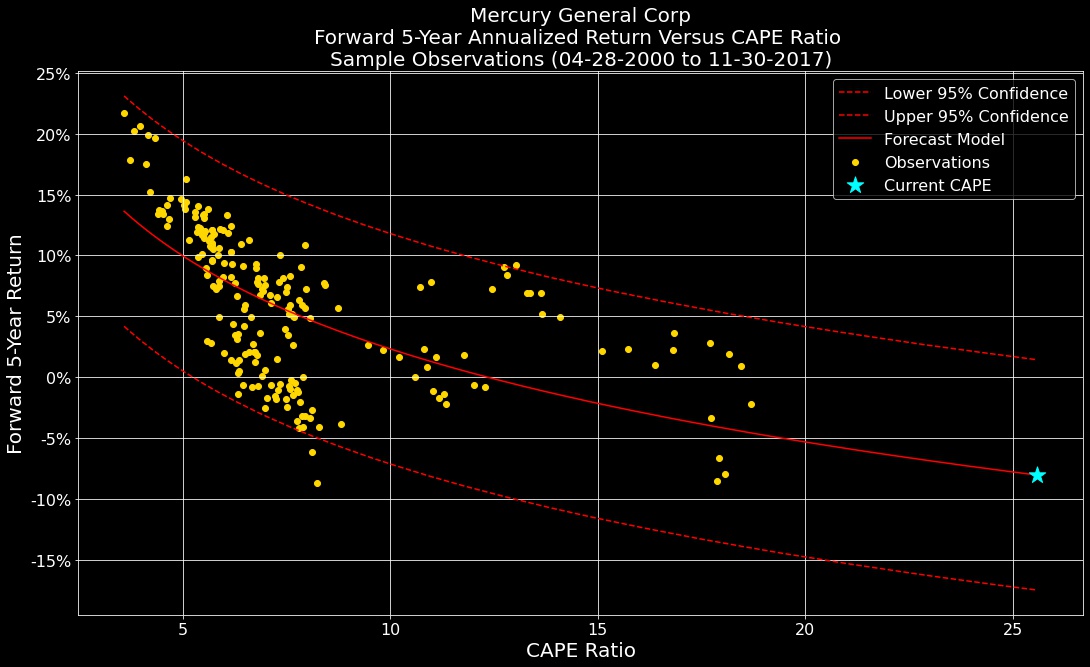 Mercury General Corp
Forward 5-Year Annualized Return Versus CAPE Ratio
Sample Observations (04-28-2000 to 11-30-2017)
Lower 95% Confidence
Upper 95% Confidence
Forecast Model
Observations
Current CAPE
Forward 5-Year Return
25%
20%
15%
10%
5%
0%
-5%
-10%
-15%
5 10 15 20 25
CAPE Ratio